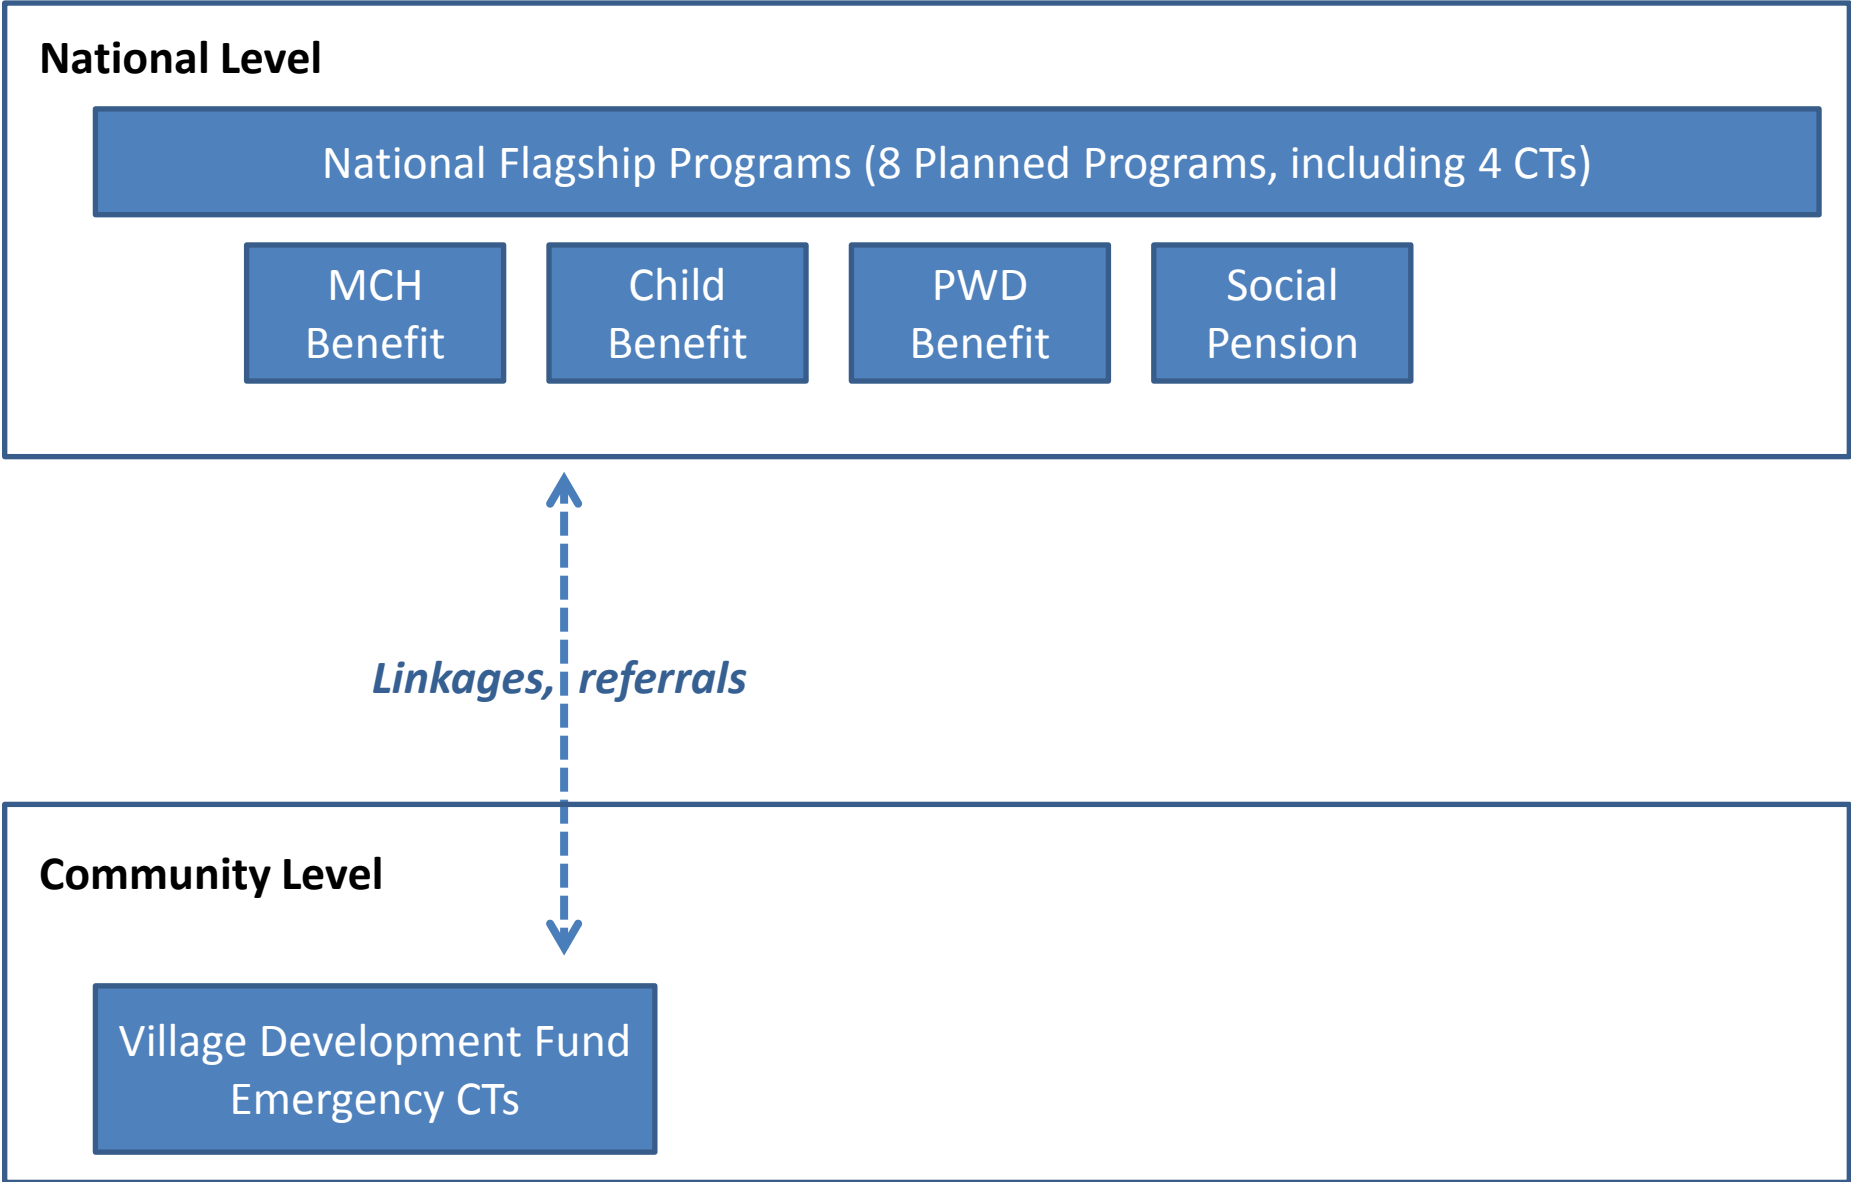 National Level
National Flagship Programs (8 Planned Programs, including 4 CTs)
MCH
Benefit
Child
Benefit
PWD
Benefit
Social
Pension
Linkages, referrals
Community Level
Village Development Fund
Emergency CTs